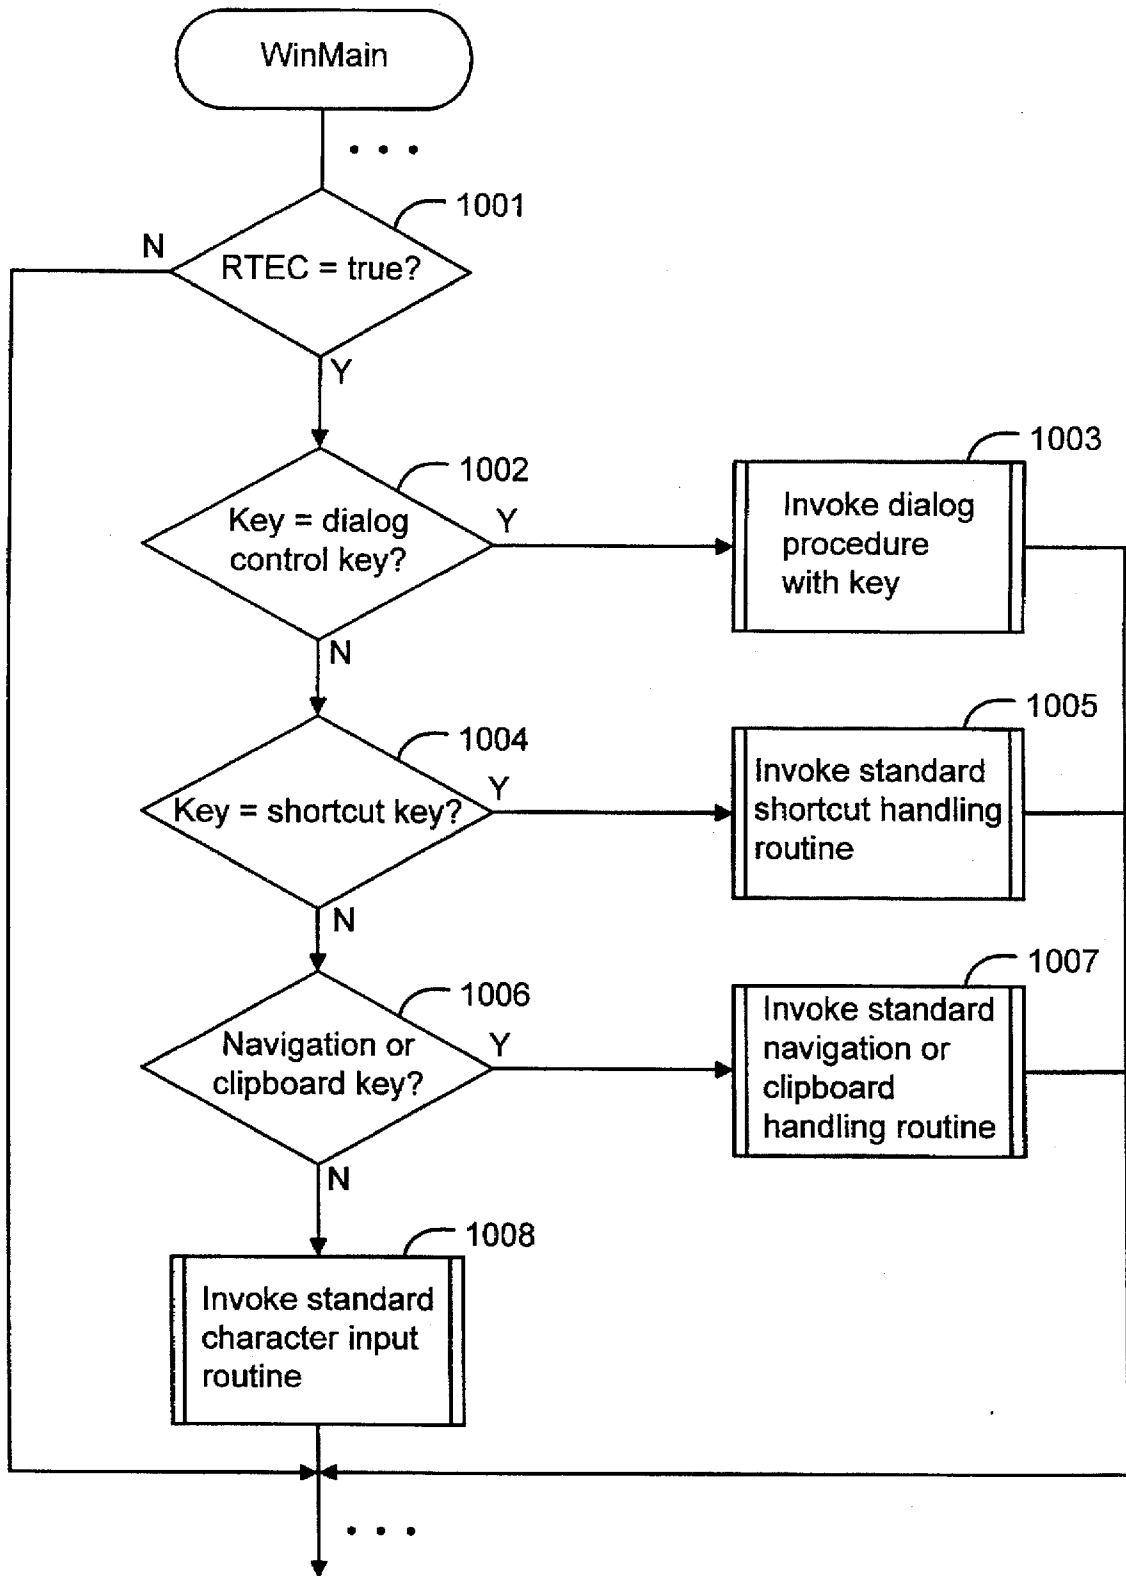 WinMain
. . .
1001
N
RTEC = true?
Y
1002
1003
Key = dialog
control key?
Y
Invoke dialog
procedure
with key
N
1004
1005
Key = shortcut key?
Y
Invoke standard
shortcut handling
routine
N
1006
1007
Navigation or
clipboard key?
Y
Invoke standard
navigation or
clipboard
handling routine
N
1008
Invoke standard
character input
routine
. . .